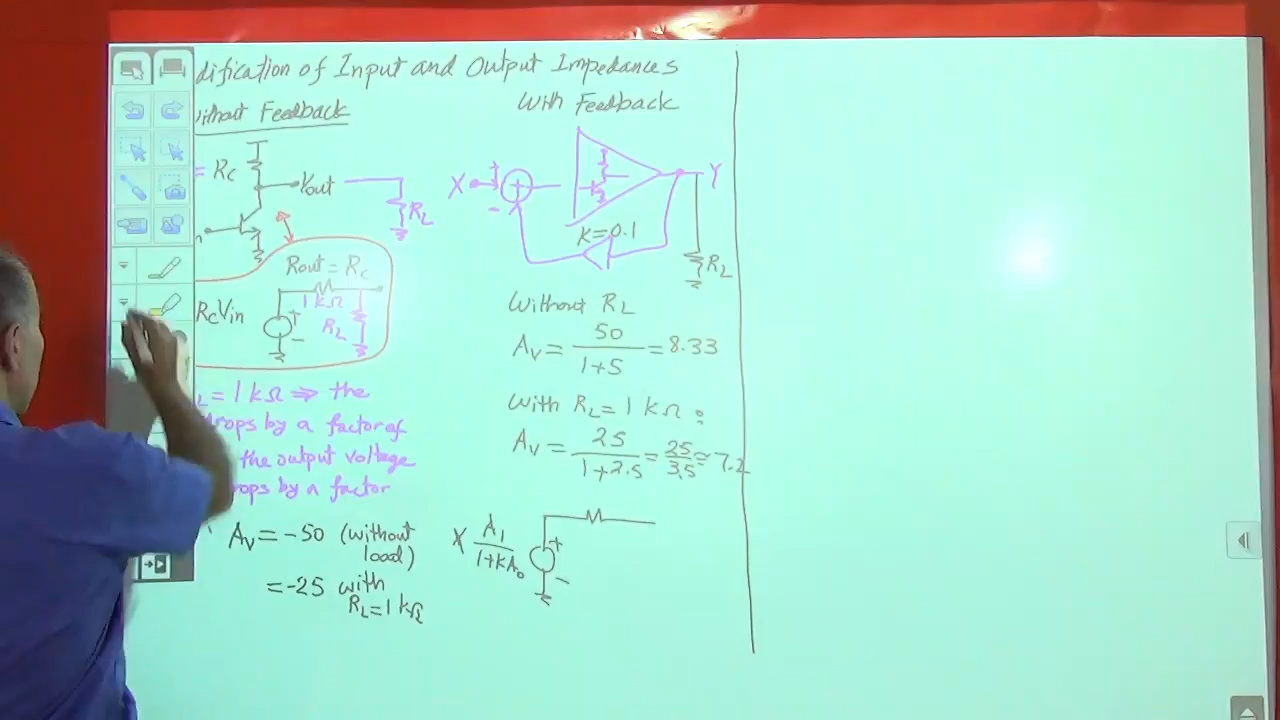 dification of Input and Output Impedances
ithout Feedback
= Rc
Vout
RL
Rout = Rc
RcVin
+
1 kΩ
RL
-
L = 1 kΩ ⇒ the
drops by a factor of
the output voltage
drops by a factor
Av = -50 (without load)
= -25 with
RL = 1 kΩ
With Feedback
X
+
+
-
Y
K = 0.1
RL
Without RL
Av = 50 / 1+5 = 8.33
With RL = 1 kΩ :
Av = 25 / 1+2.5 = 25 / 3.5 ≈ 7.2
X A1 / 1+KA0
+
-